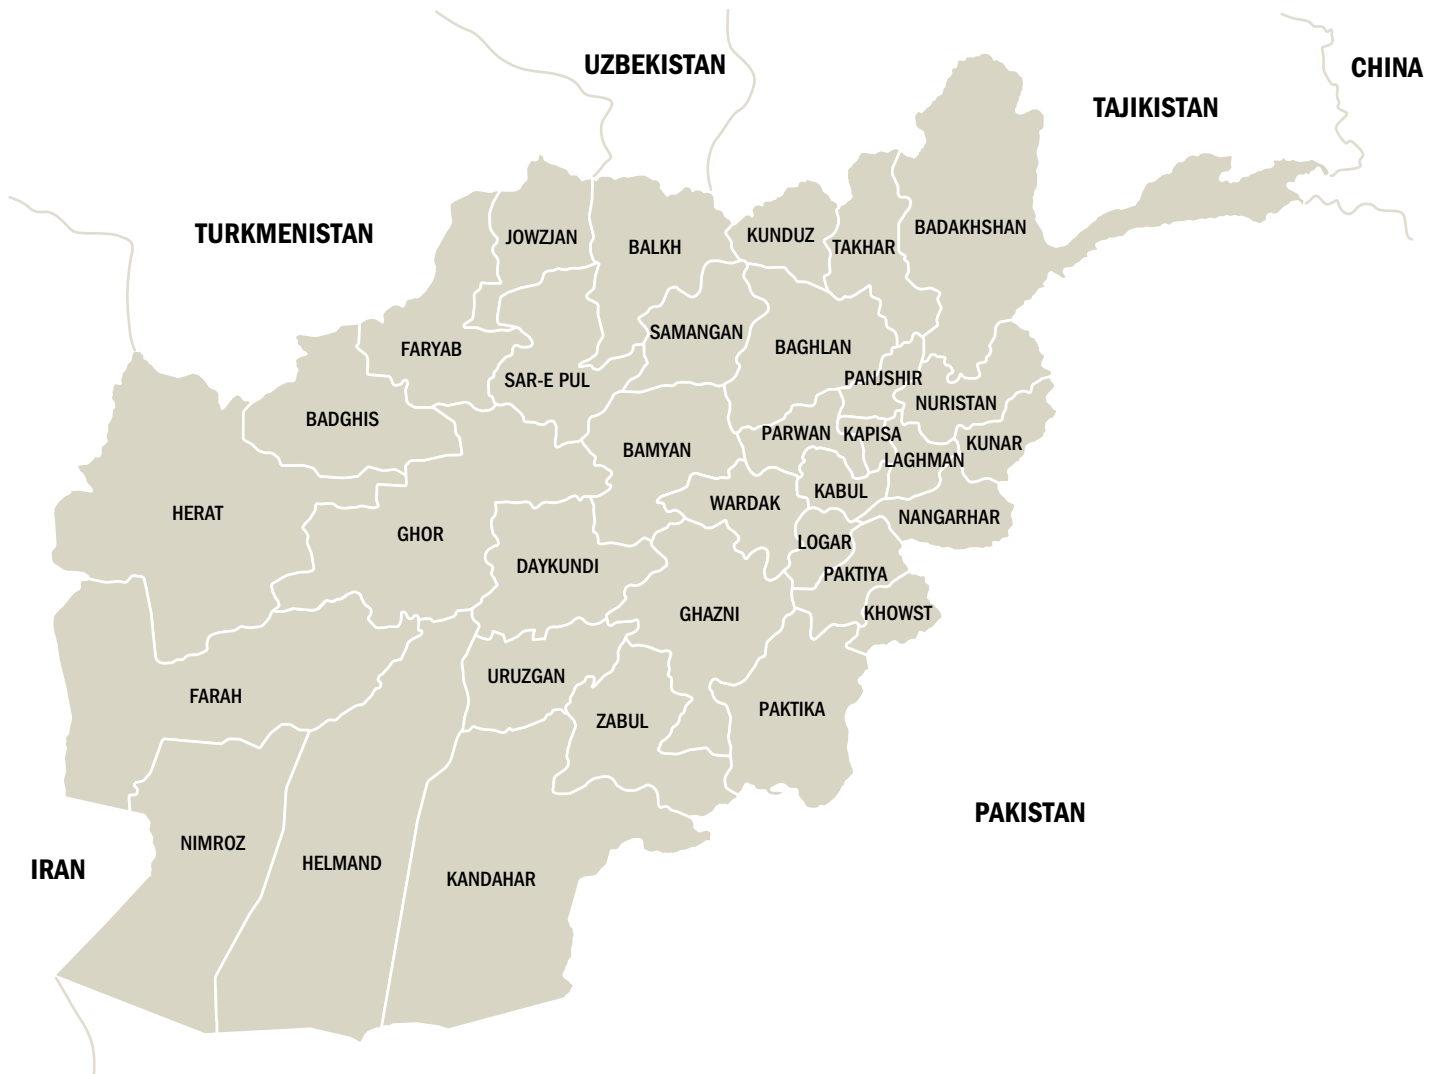 UZBEKISTAN
CHINA
TAJIKISTAN
TURKMENISTAN
JOWZJAN
BALKH
KUNDUZ
TAKHAR
BADAKHSHAN
FARYAB
SAMANGAN
BAGHLAN
SAR-E PUL
PANJSHIR
NURISTAN
BADGHIS
BAMYAN
PARWAN
KAPISA
KUNAR
LAGHMAN
HERAT
GHOR
WARDAK
KABUL
NANGARHAR
DAYKUNDI
LOGAR
PAKTIYA
GHAZNI
KHOWST
FARAH
URUZGAN
ZABUL
PAKTIKA
PAKISTAN
NIMROZ
HELMAND
IRAN
KANDAHAR